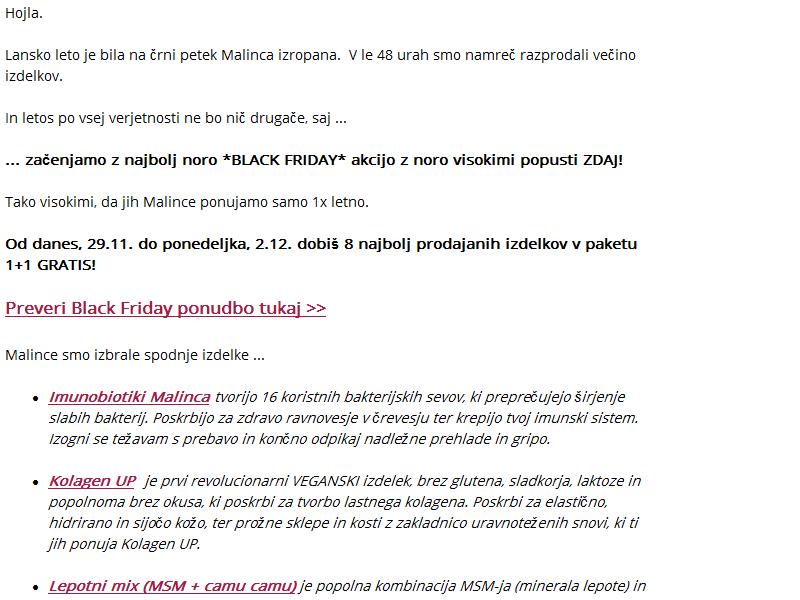 Hojla.
Lansko leto je bila na črni petek Malinca izropana.  V le 48 urah smo namreč razprodali večino
izdelkov.
In letos po vsej verjetnosti ne bo nič drugače, saj ...
... začenjamo z najbolj noro *BLACK FRIDAY* akcijo z noro visokimi popusti ZDAJ!
Tako visokimi, da jih Malince ponujamo samo 1x letno.
Od danes, 29.11. do ponedeljka, 2.12. dobiš 8 najbolj prodajanih izdelkov v paketu
1+1 GRATIS!
Preveri Black Friday ponudbo tukaj >>
Malince smo izbrale spodnje izdelke ...
• Imunobiotiki Malinca tvorijo 16 koristnih bakterijskih sevov, ki preprečujejo širjenje
slabih bakterij. Poskrbijo za zdravo ravnovesje v črevesju ter krepijo tvoj imunski sistem.
Izogni se težavam s prebavo in končno odpikaj nadležne prehlade in gripo.
• Kolagen UP  je prvi revolucionarni VEGANSKI izdelek, brez glutena, sladkorja, laktoze in
popolnoma brez okusa, ki poskrbi za tvorbo lastnega kolagena. Poskrbi za elastično,
hidrirano in sijočo kožo, ter prožne sklepe in kosti z zakladnico uravnoteženih snovi, ki ti
jih ponuja Kolagen UP.
• Lepotni mix (MSM + camu camu) je popolna kombinacija MSM-ja (minerala lepote) in